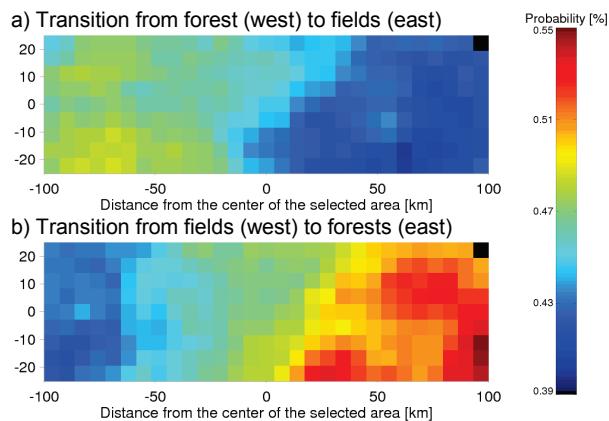 a) Transition from forest (west) to fields (east)
20
10
0
-10
-20
-100 -50 0 50 100
Distance from the center of the selected area [km]
b) Transition from fields (west) to forests (east)
20
10
0
-10
-20
-100 -50 0 50 100
Distance from the center of the selected area [km]
Probability [%]
0.55
0.51
0.47
0.43
0.39